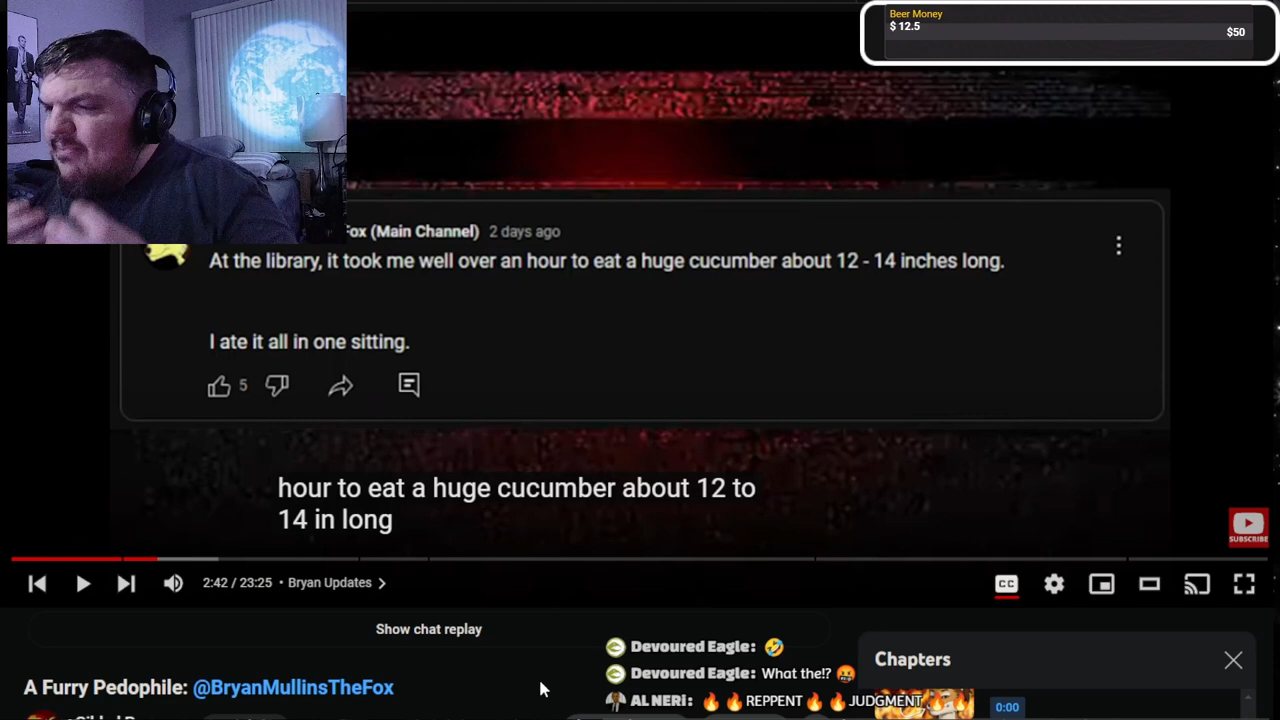 Beer Money
$ 12.5
$50
Fox (Main Channel) 2 days ago
At the library, it took me well over an hour to eat a huge cucumber about 12 - 14 inches long.
I ate it all in one sitting.
5
hour to eat a huge cucumber about 12 to
14 in long
SUBSCRIBE
2:42 / 23:25 • Bryan Updates
CC
Show chat replay
Devoured Eagle: 🤣
Devoured Eagle: What the!? 🤬
AL NERI: 🔥 🔥 REPPENT 🔥 🔥 JUDGMENT 🔥 🔥
Chapters
A Furry Pedophile: @BryanMullinsTheFox
0:00